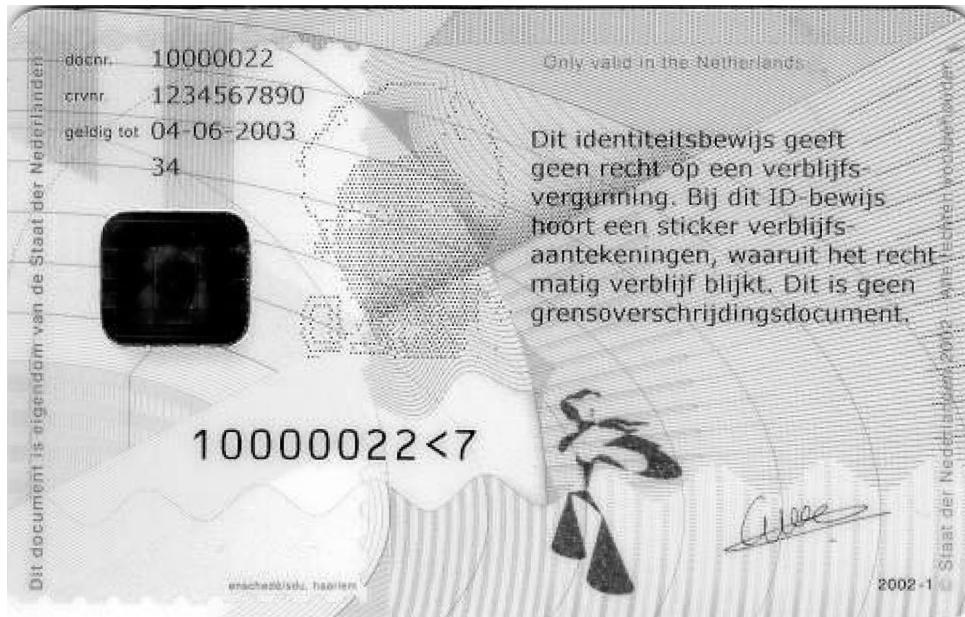 docnr. 10000022
crvnr. 1234567890
geldig tot 04-06-2003
34
Only valid in the Netherlands
Dit identiteitsbewijs geeft
geen recht op een verblijfs-
vergunning. Bij dit ID-bewijs
hoort een sticker verblijfs-
aantekeningen, waaruit het recht-
matig verblijf blijkt. Dit is geen
grensoverschrijdingsdocument.
10000022<7
enschedé/sdu, haarlem
2002-1
Dit document is eigendom van de Staat der Nederlanden
© Staat der Nederlanden 2002